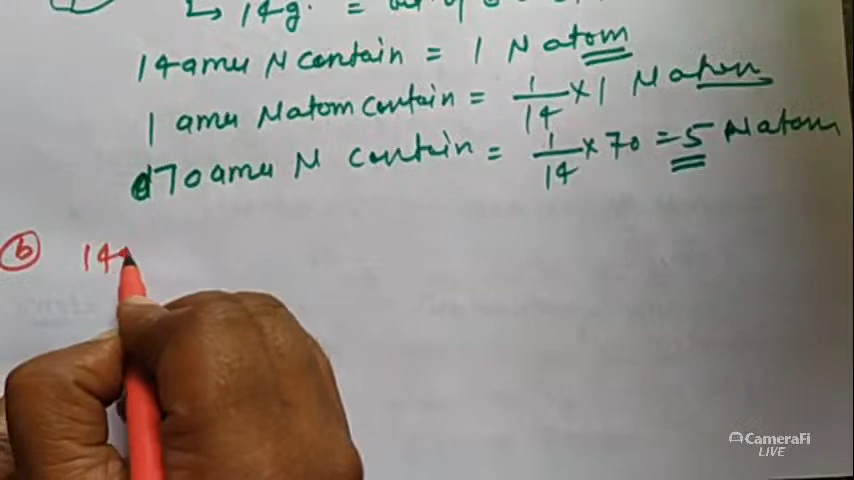 ↳ 14g. =
14 amu N contain = 1 N atom
1 amu N atom contain = 1/14 × 1 N atom
70 amu N contain = 1/14 × 70 = 5 N atom
(b) 14
CameraFi
LIVE